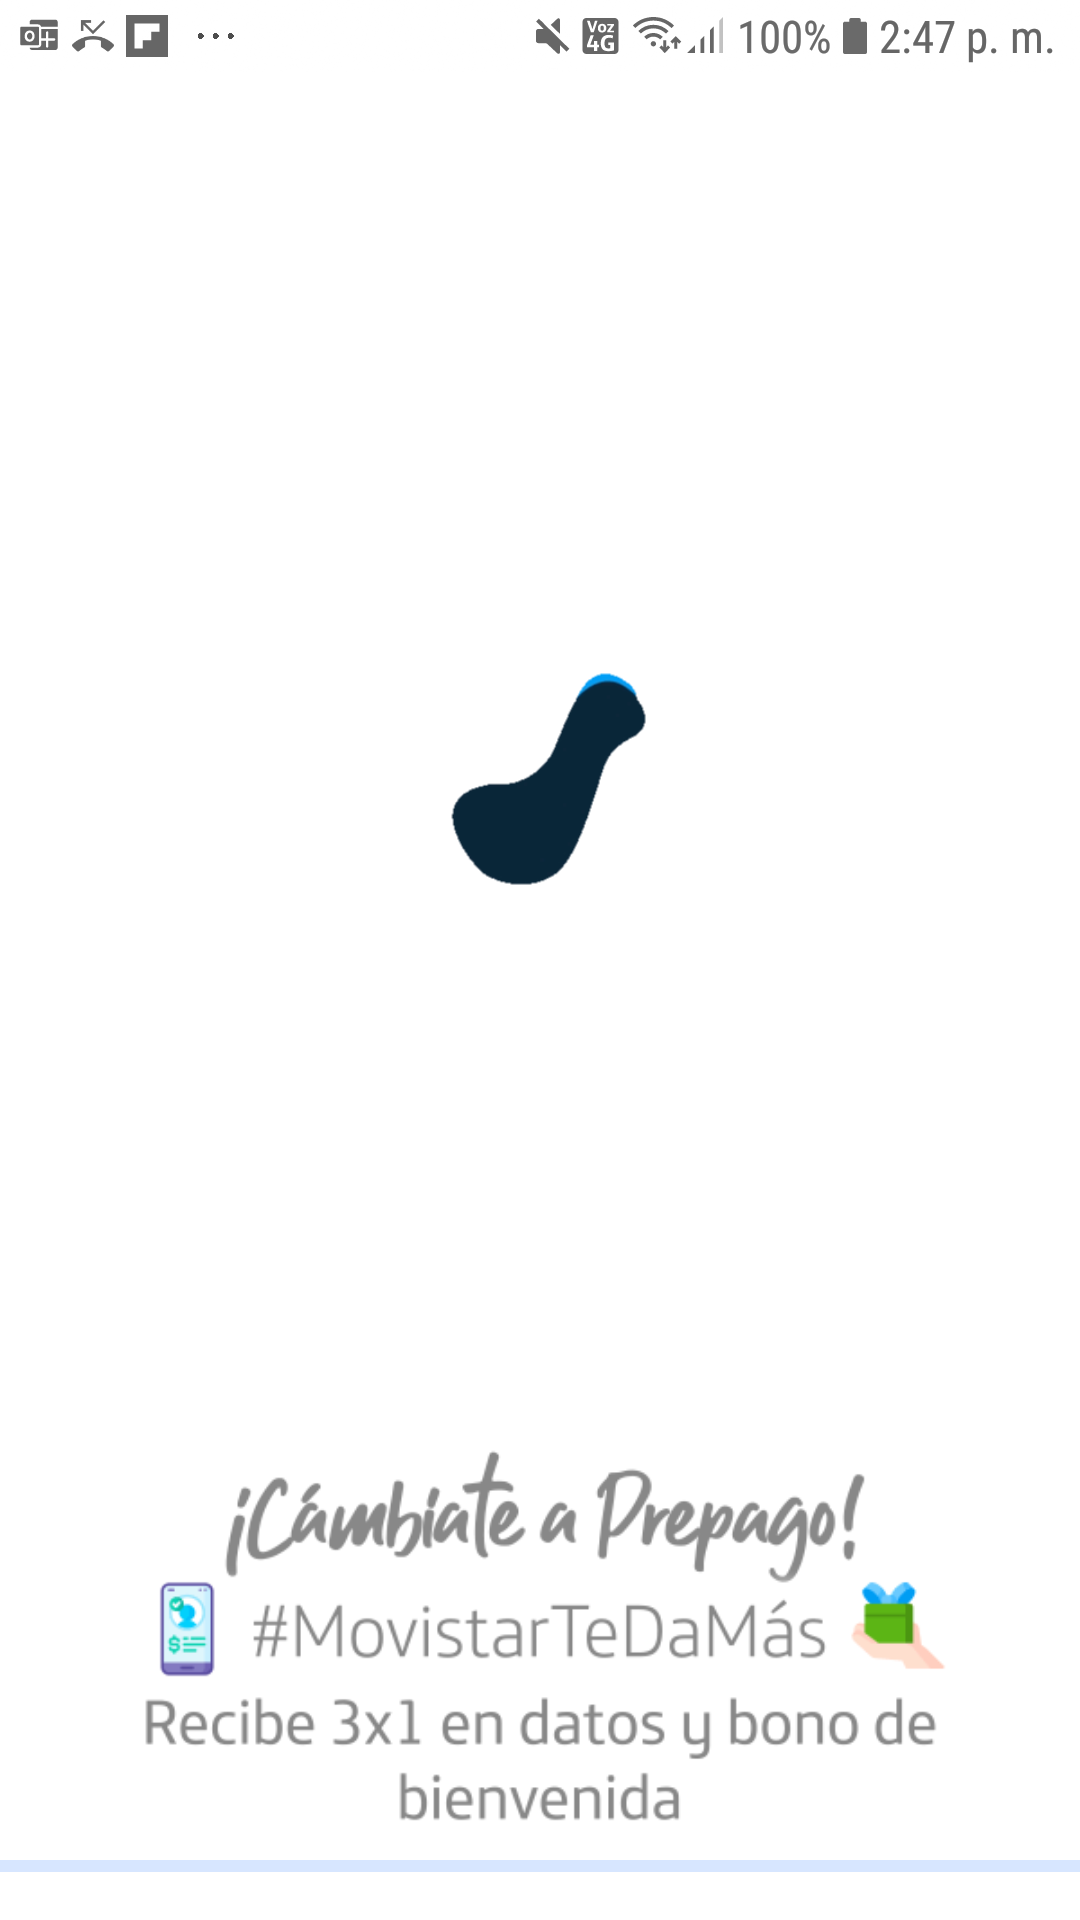 Voz 4G 100% 2:47 p. m.
¡Cámbiate a Prepago!
#MovistarTeDaMás
Recibe 3x1 en datos y bono de
bienvenida